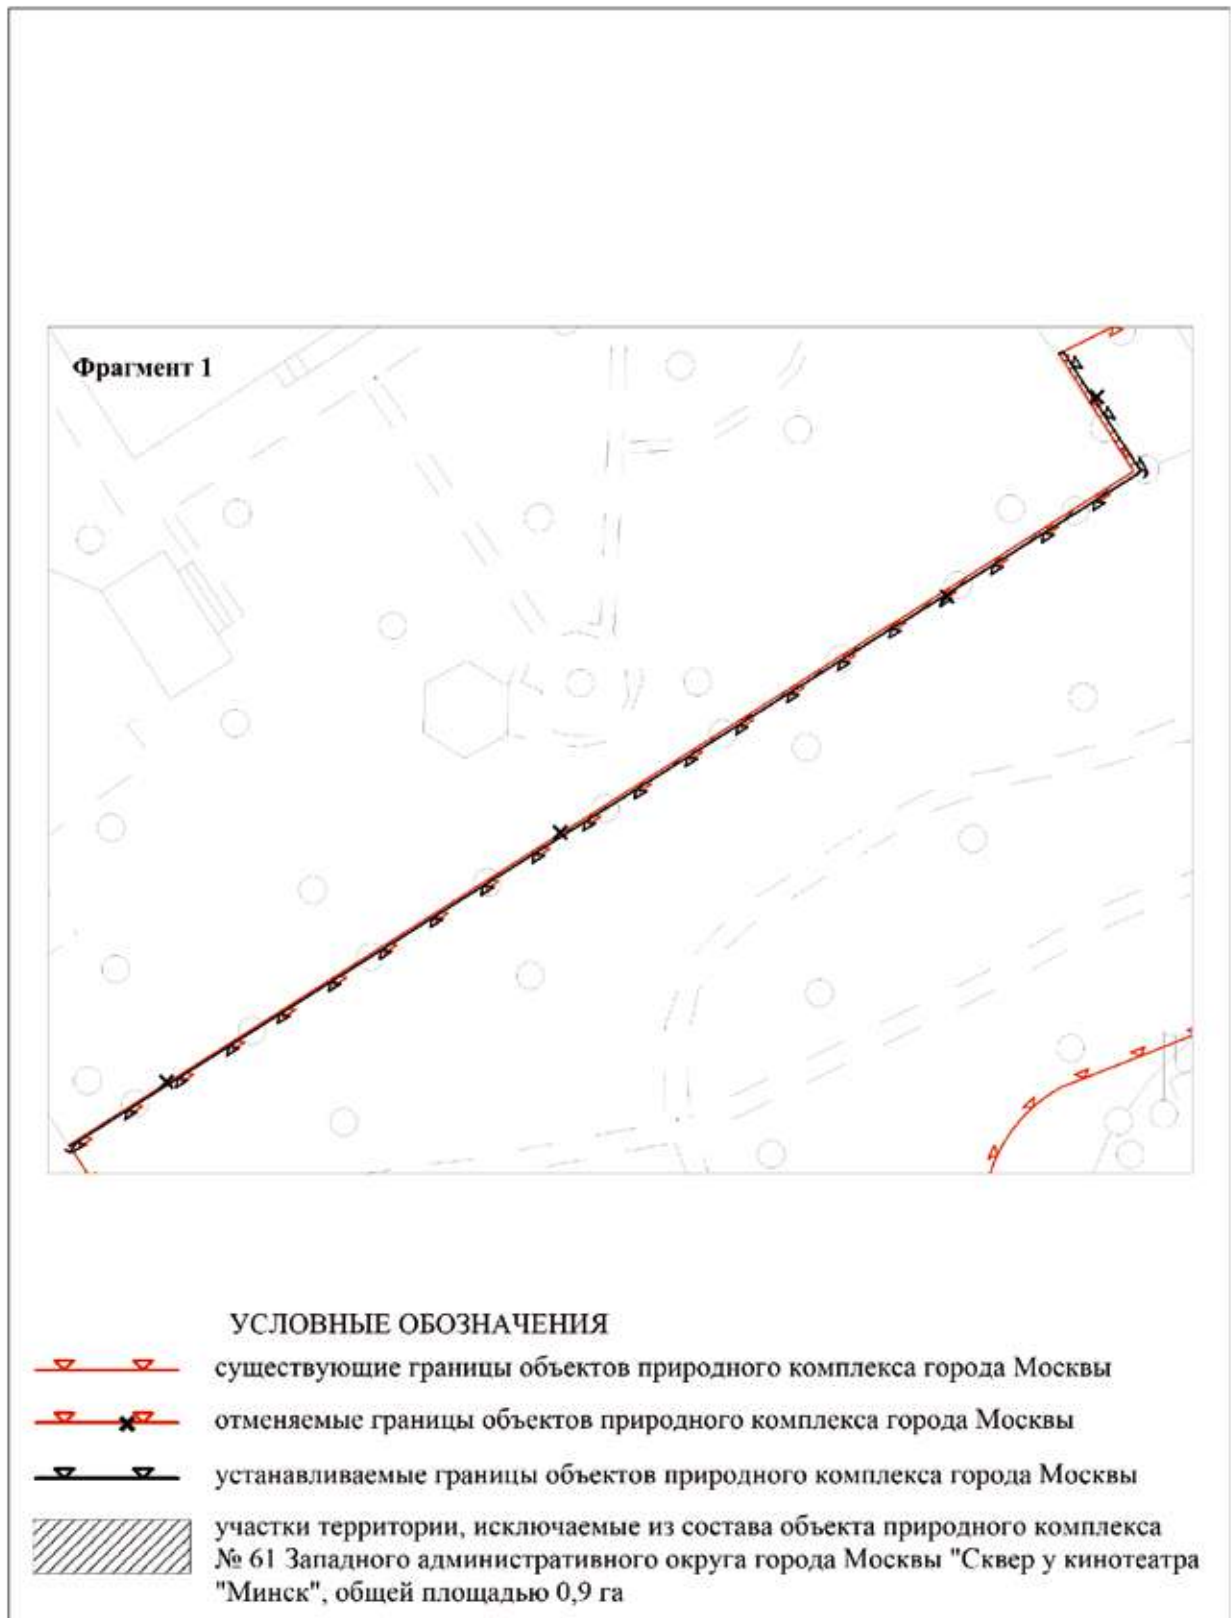 Фрагмент 1
УСЛОВНЫЕ ОБОЗНАЧЕНИЯ
существующие границы объектов природного комплекса города Москвы
отменяемые границы объектов природного комплекса города Москвы
устанавливаемые границы объектов природного комплекса города Москвы
участки территории, исключаемые из состава объекта природного комплекса
№ 61 Западного административного округа города Москвы "Сквер у кинотеатра
"Минск", общей площадью 0,9 га